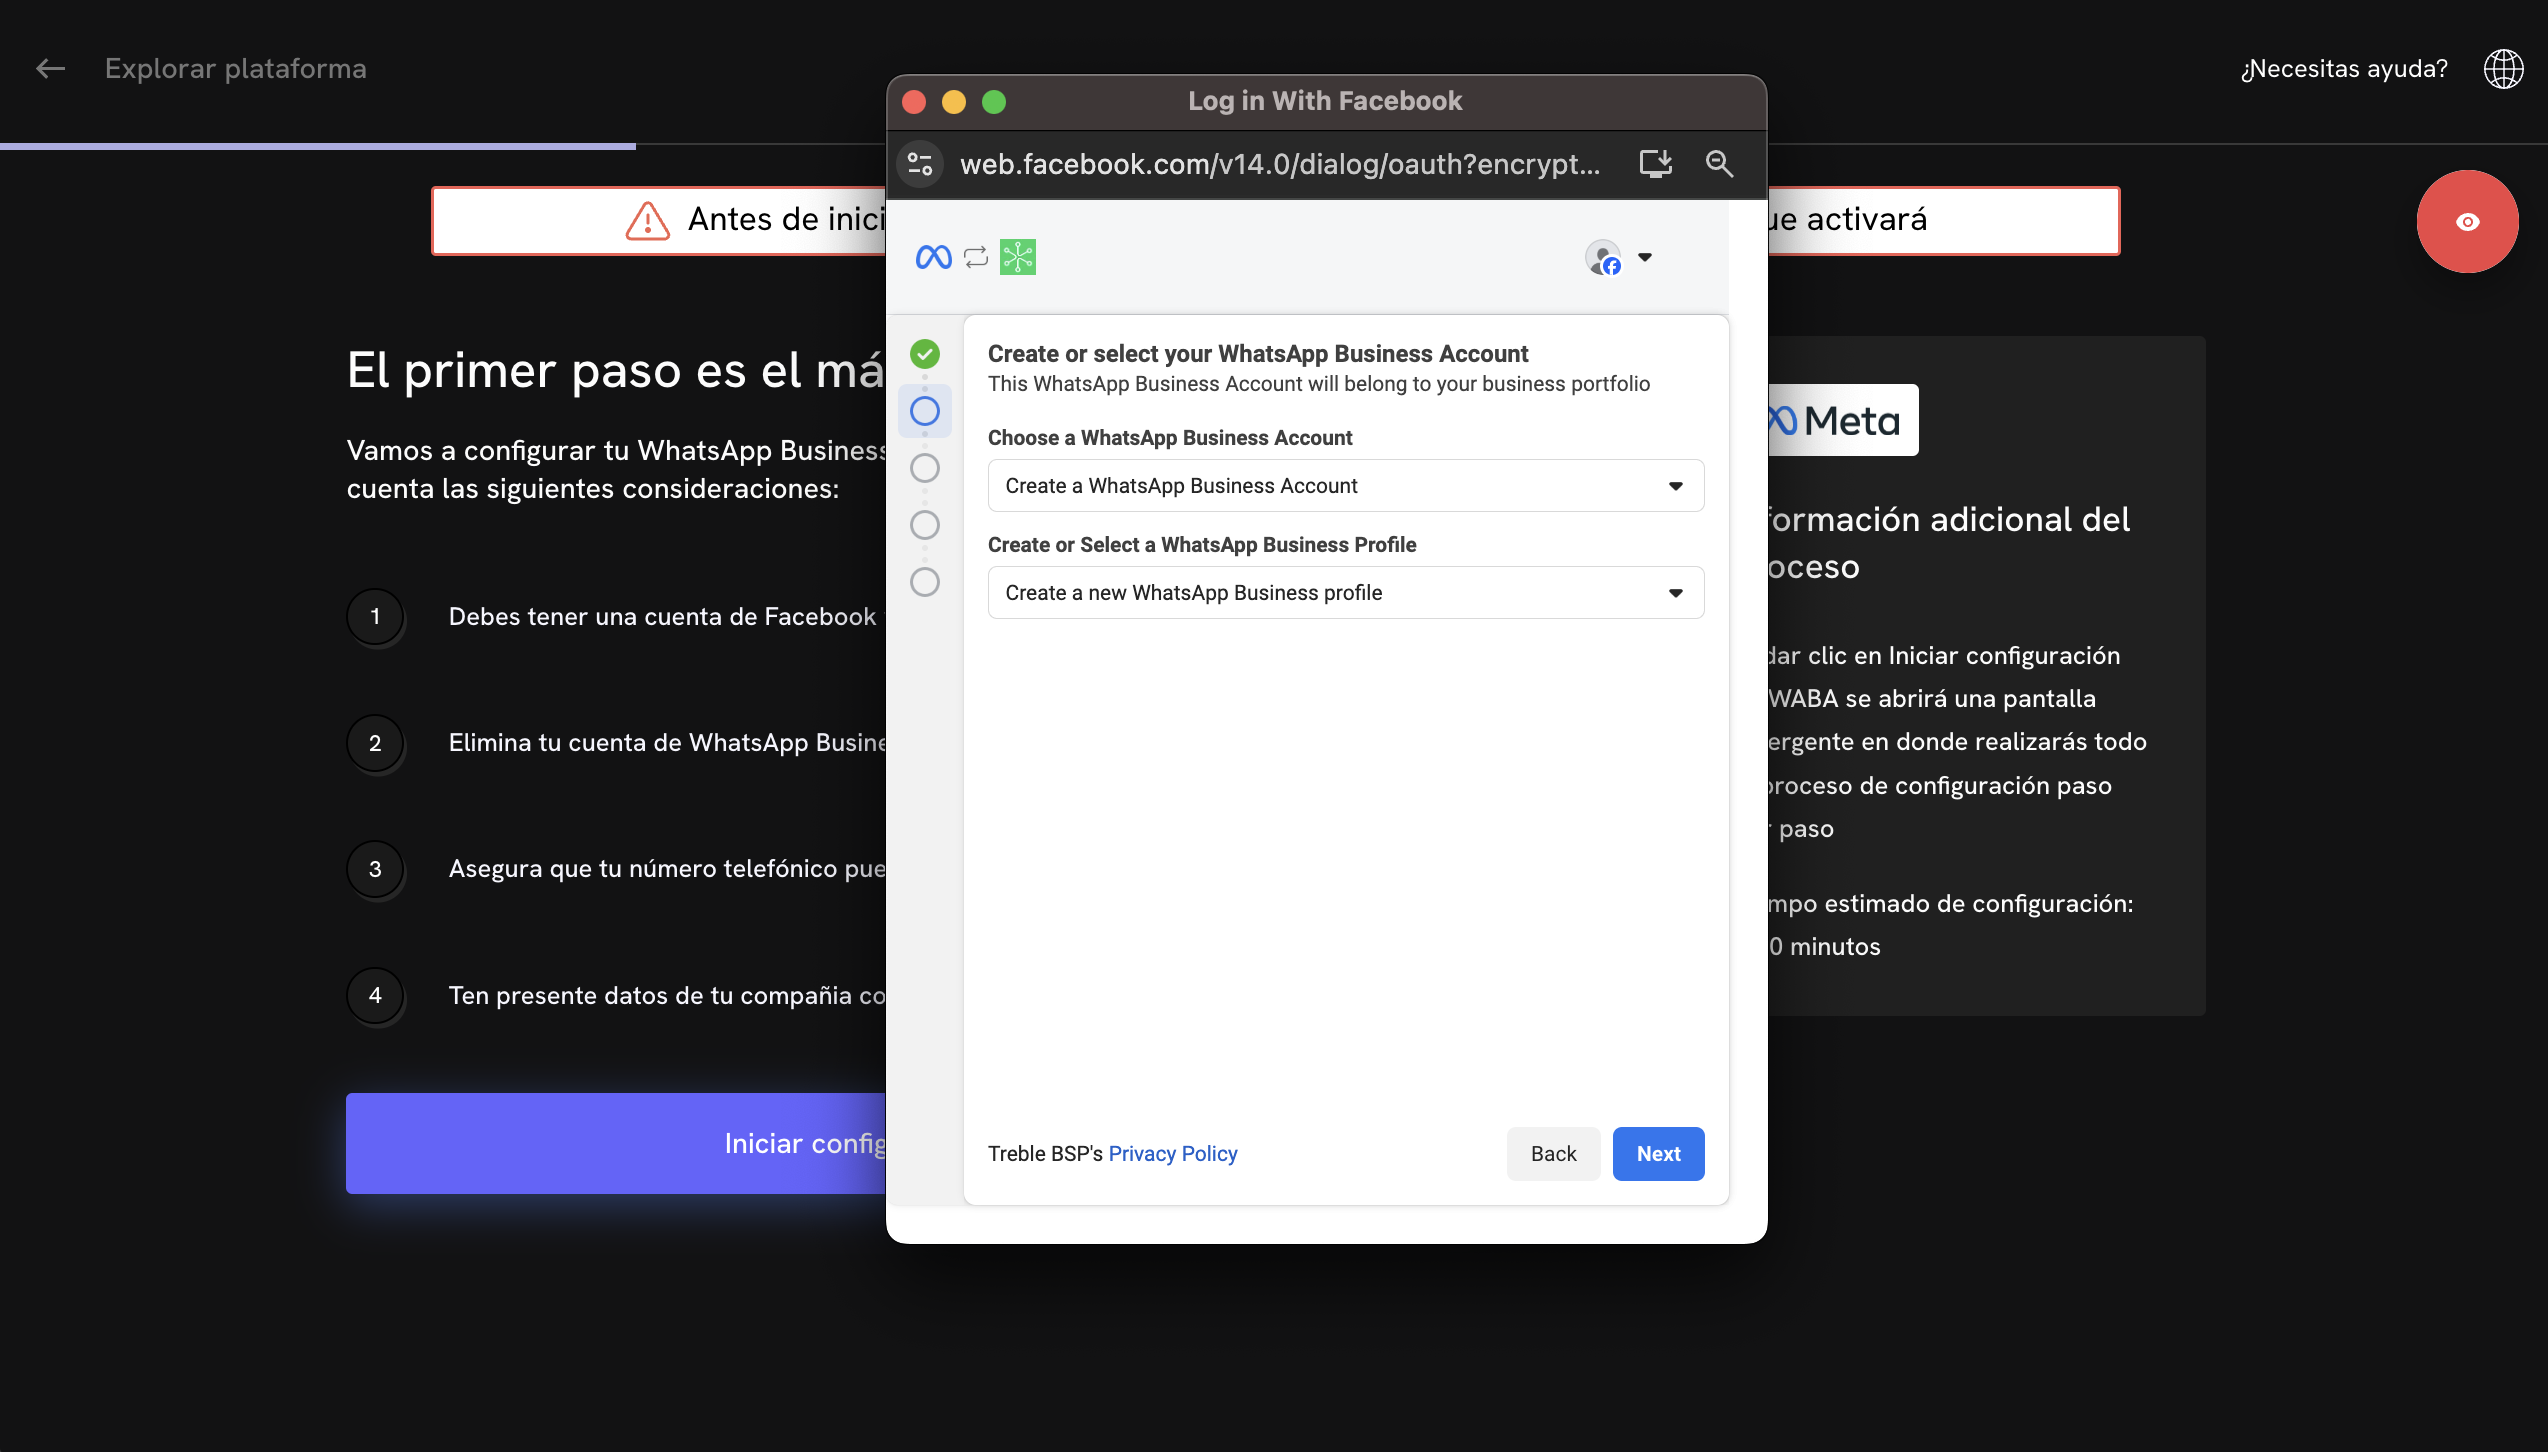 Explorar plataforma
¿Necesitas ayuda?
Log in With Facebook
web.facebook.com/v14.0/dialog/oauth?encrypt...
Antes de inici
ue activará
El primer paso es el má
Vamos a configurar tu WhatsApp Business
cuenta las siguientes consideraciones:
1
Debes tener una cuenta de Facebook
2
Elimina tu cuenta de WhatsApp Busine
3
Asegura que tu número telefónico pue
4
Ten presente datos de tu compañia co
Iniciar config
Create or select your WhatsApp Business Account
This WhatsApp Business Account will belong to your business portfolio
Choose a WhatsApp Business Account
Create a WhatsApp Business Account
Create or Select a WhatsApp Business Profile
Create a new WhatsApp Business profile
Treble BSP's Privacy Policy
Back
Next
Meta
formación adicional del
oceso
dar clic en Iniciar configuración
WABA se abrirá una pantalla
ergente en donde realizarás todo
proceso de configuración paso
r paso
mpo estimado de configuración:
0 minutos